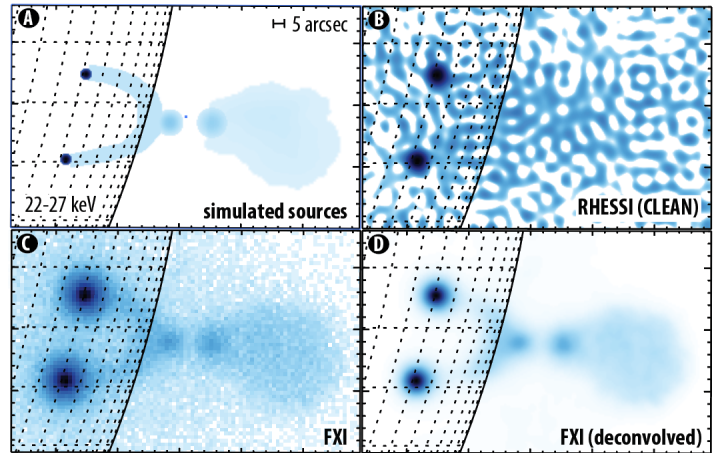 A
5 arcsec
22-27 keV
simulated sources
B
RHESSI (CLEAN)
C
FXI
D
FXI (deconvolved)